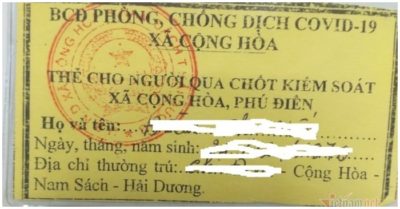 BCĐ PHÒNG, CHỐNG DỊCH COVID-19
XÃ CỘNG HÒA
THẺ CHO NGƯỜI QUA CHỐT KIỂM SOÁT
XÃ CỘNG HÒA, PHÚ ĐIỀN
Họ và tên:
Ngày, tháng, năm sinh:
Địa chỉ thường trú: - Cộng Hòa -
Nam Sách - Hải Dương.
vietnamnet